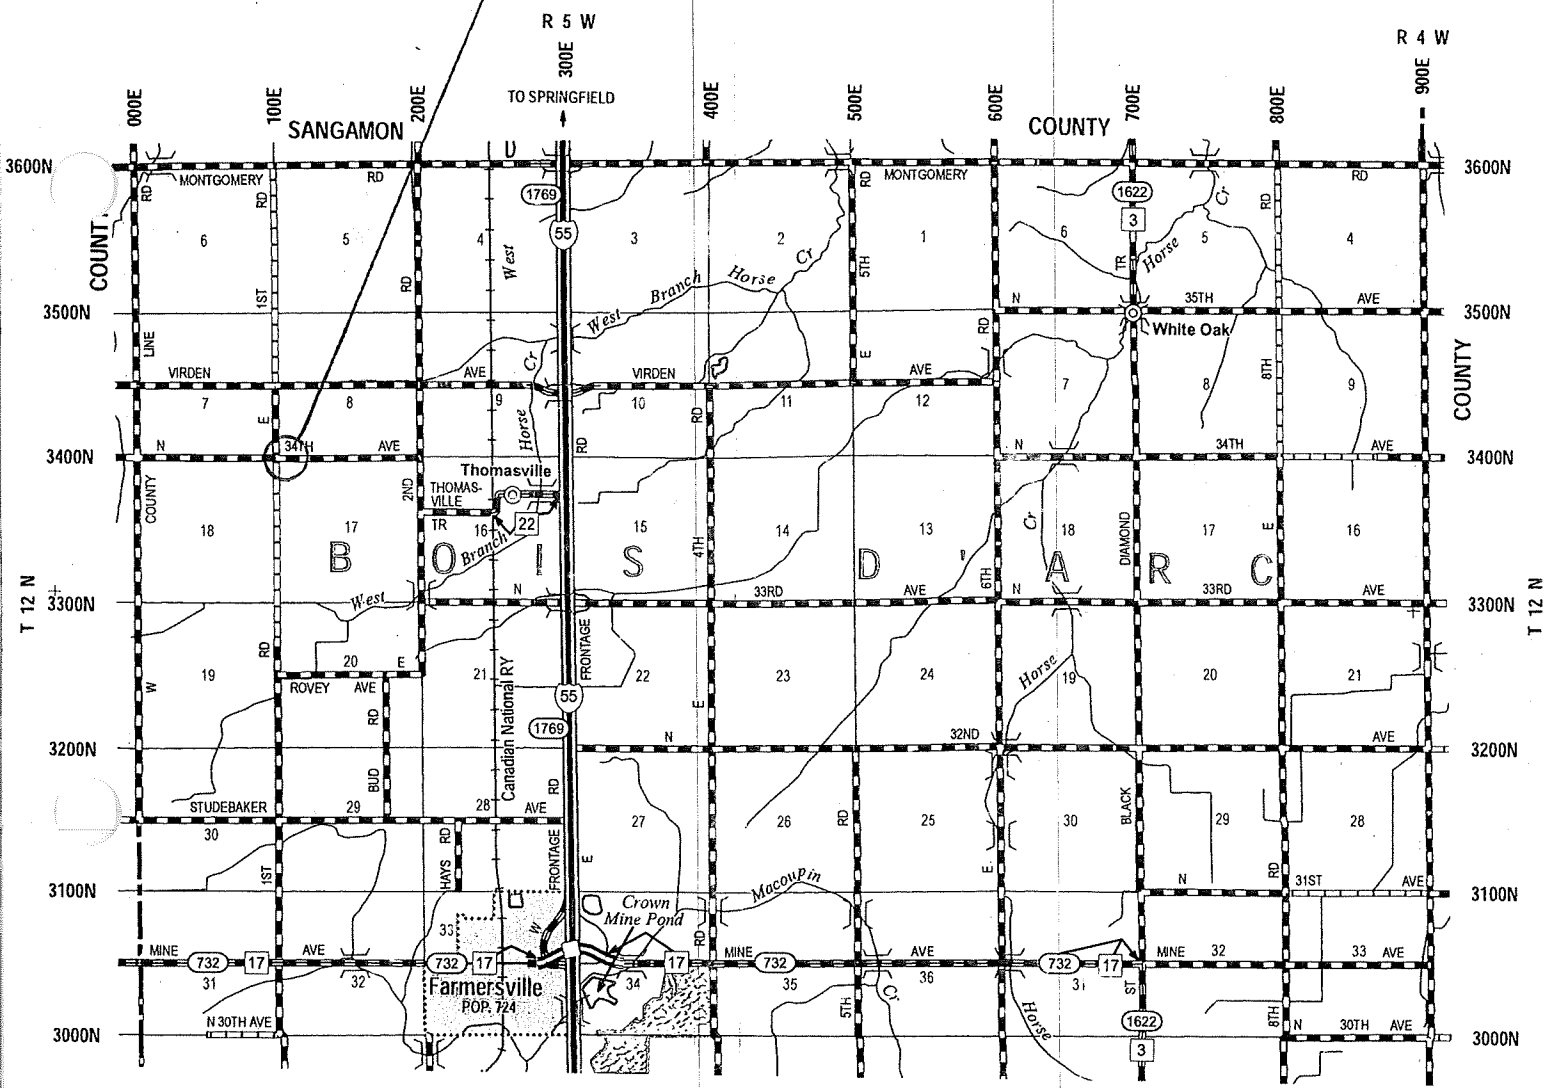 R 5 W
R 4 W
000E
100E
200E
300E
400E
500E
600E
700E
800E
900E
TO SPRINGFIELD
SANGAMON
COUNTY
3600N
MONTGOMERY
RD
MONTGOMERY
RD
3600N
RD
RD
1769
RD
1622
3
Cr
RD
6
5
4
55
3
2
1
6
5
4
COUNT
1ST
RD
West
West
Branch
Horse
Cr
5TH
TR
Horse
3500N
N
35TH
AVE
3500N
LINE
White Oak
RD
COUNTY
VIRDEN
AVE
Cr
VIRDEN
E
AVE
7
8
9
10
11
12
7
8
8TH
9
E
Horse
RD
RD
N
34TH
AVE
N
34TH
AVE
3400N
3400N
COUNTY
2ND
Thomasville
THOMAS-
VILLE
TR
22
16
Branch
18
17
15
14
13
Cr
18
DIAMOND
17
E
16
B O I S D A R C
4TH
6TH
T 12 N
T 12 N
3300N
West
N
33RD
AVE
N
33RD
AVE
3300N
RD
FRONTAGE
19
20
E
21
22
23
24
Horse
19
20
21
W
ROVEY
AVE
RD
Canadian National RY
55
1769
E
3200N
N
32ND
AVE
3200N
BUD
RD
STUDEBAKER
29
28
AVE
27
26
RD
25
30
BLACK
29
28
30
RD
HAYS
FRONTAGE
E
1ST
E
RD
3100N
N
31ST
AVE
3100N
Macoupin
Crown
Mine Pond
33
W
RD
MINE
732
17
AVE
732
17
17
MINE
732
AVE
732
17
MINE
32
33
AVE
31
32
Farmersville
POP. 724
34
35
36
31
ST
Cr
5TH
Horse
1622
3
8TH
N 30TH AVE
N
30TH
AVE
3000N
3000N